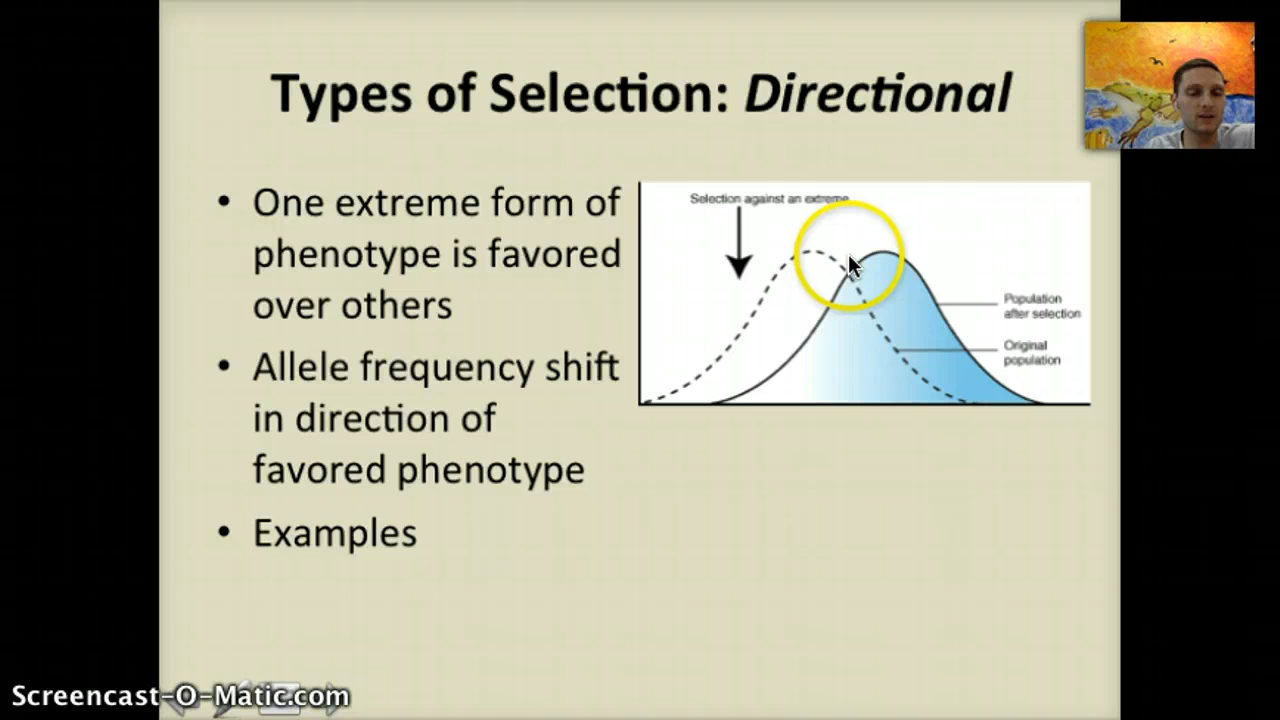 Types of Selection: Directional
• One extreme form of
phenotype is favored
over others
• Allele frequency shift
in direction of
favored phenotype
• Examples
Selection against an extreme
Population
after selection
Original
population
Screencast-O-Matic.com